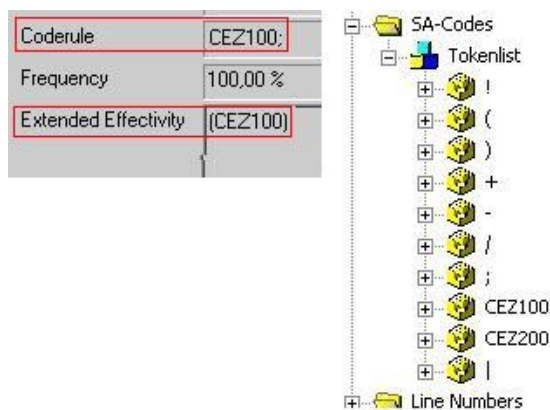 Coderule CEZ100;
Frequency 100,00 %
Extended Effectivity (CEZ100)
SA-Codes
Tokenlist
!
(
)
+
-
/
;
CEZ100
CEZ200
|
Line Numbers